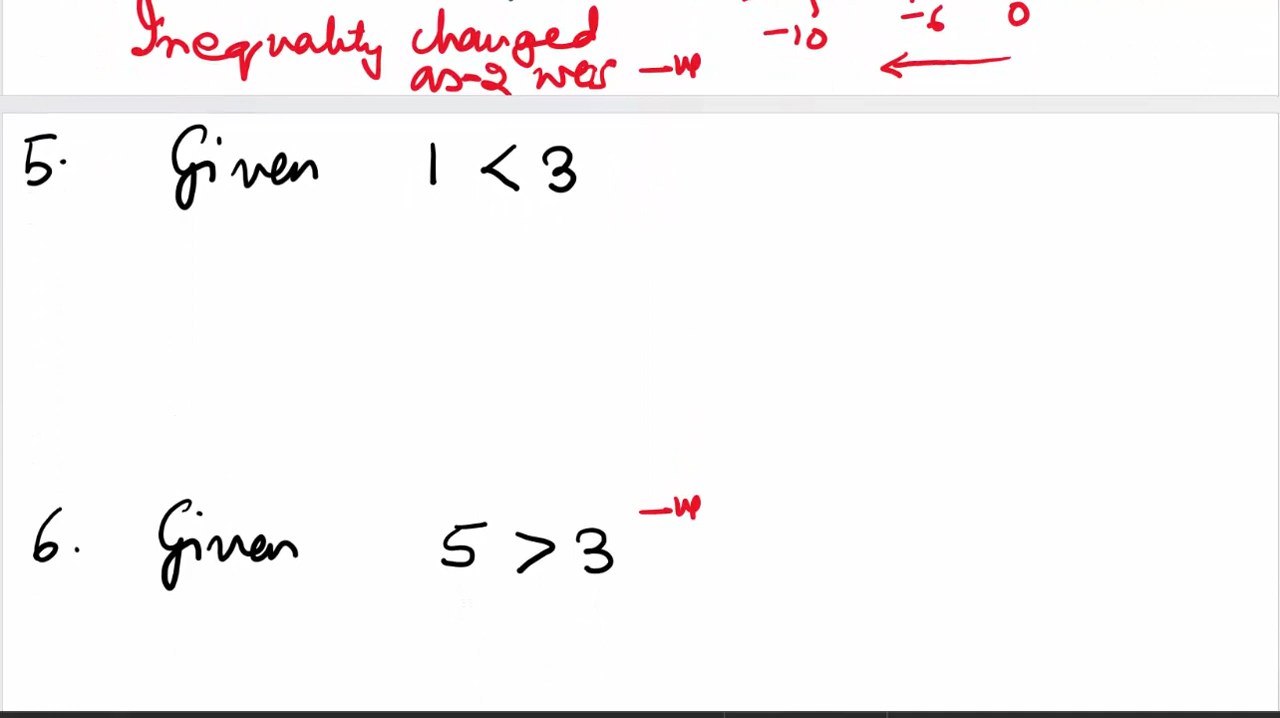 -10 -6 0
Inequality changed
as -2 was -ve
5. Given 1 < 3
-ve
6. Given 5 > 3